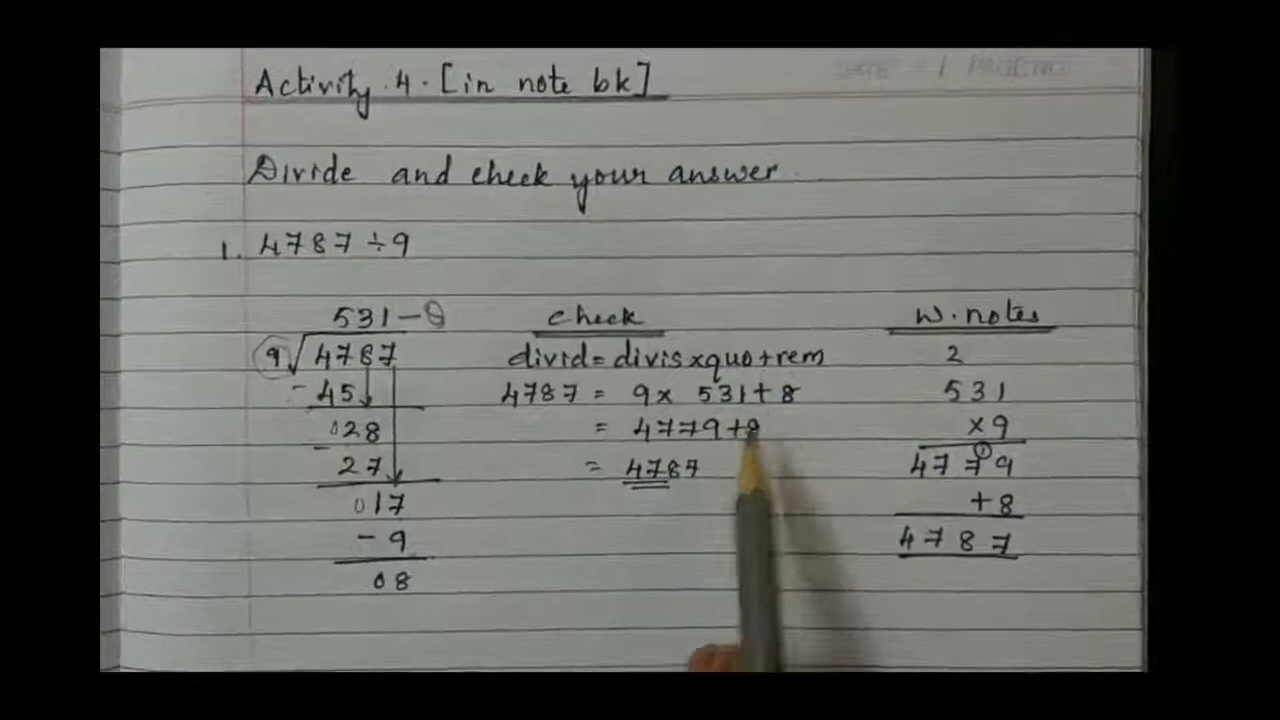 Activity.4.[in note bk]
Divide and check your answer.
1. 4787÷9
531-Q
9√4787
-45
028
-27
017
-9
08
Check
divid=divis×quo+rem
4787 = 9× 531+8
= 4779+8
= 4787
W.notes
2
531
×9
1
4779
+8
4787